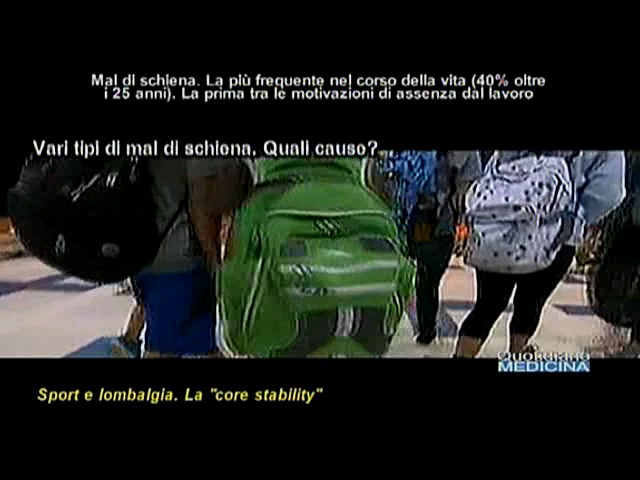 Mal di schiena. La più frequente nel corso della vita (40% oltre
i 25 anni). La prima tra le motivazioni di assenza dal lavoro
Vari tipi di mal di schiena. Quali cause?
Quotidiano
MEDICINA
Sport e lombalgia. La "core stability"